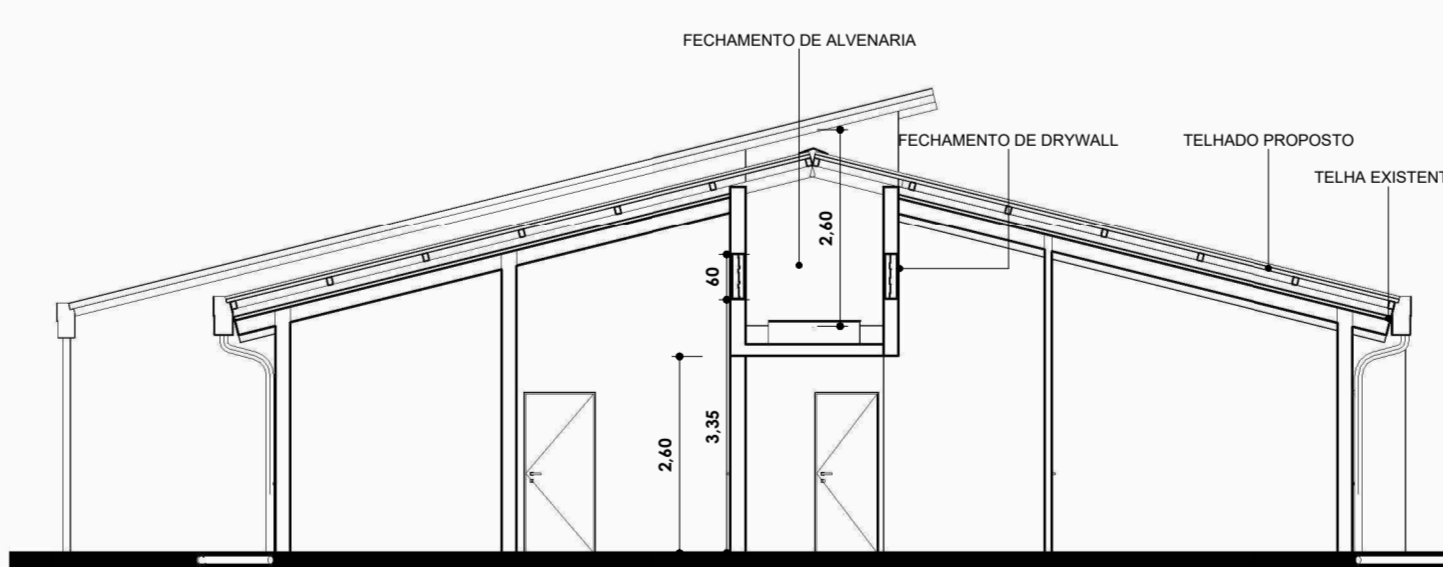 FECHAMENTO DE ALVENARIA
FECHAMENTO DE DRYWALL
TELHADO PROPOSTO
TELHA EXISTENT
2,60
60
3,35
2,60